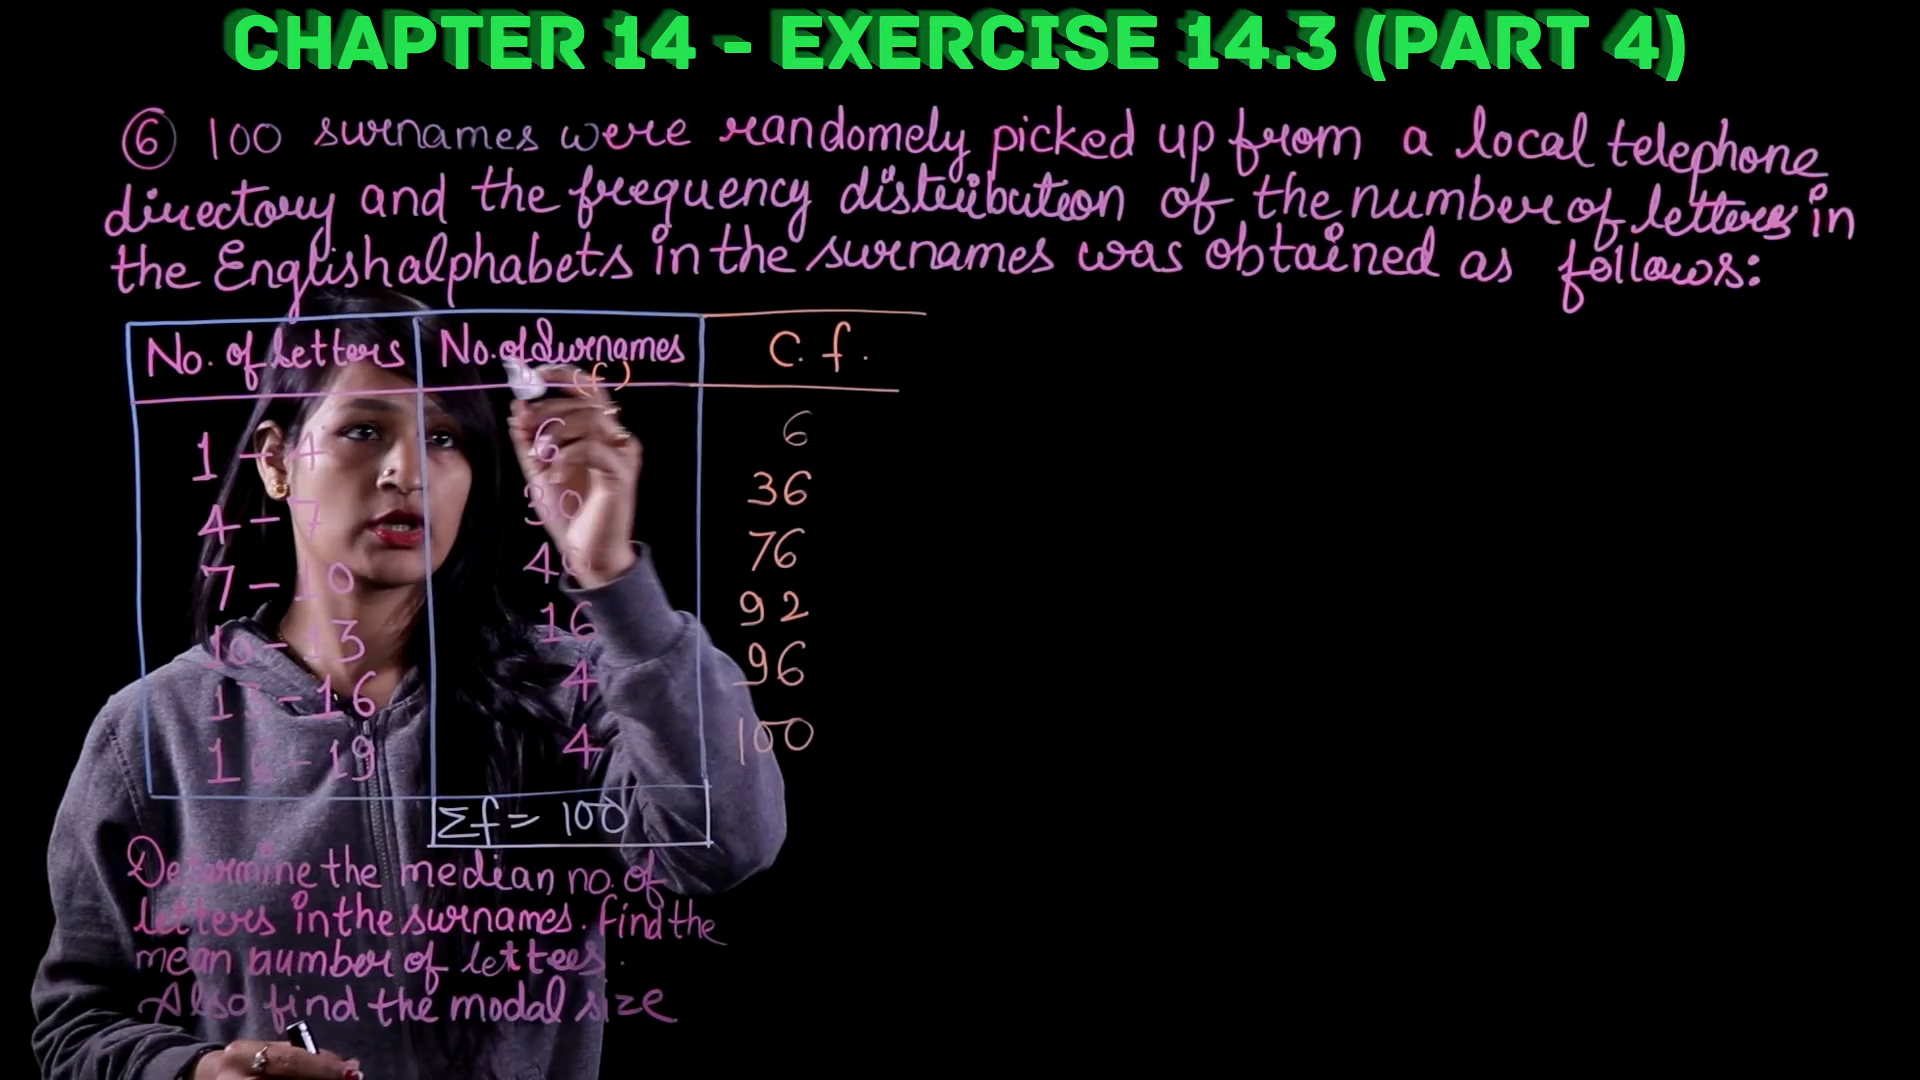 CHAPTER 14 - EXERCISE 14.3 (PART 4)
⑥ 100 surnames were randomely picked up from a local telephone
directory and the frequency distribution of the number of letters in
the English alphabets in the surnames was obtained as follows:
No. of letters No. of Surnames (f) C.f.
1 - 4 6 6
4 - 7 30 36
7 - 10 40 76
10 - 13 16 92
13 - 16 4 96
16 - 19 4 100
Σf = 100
Determine the median no. of
letters in the surnames. Find the
mean number of letters.
Also find the modal size